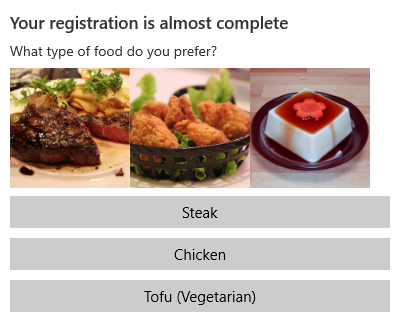 Your registration is almost complete
What type of food do you prefer?
Steak
Chicken
Tofu (Vegetarian)